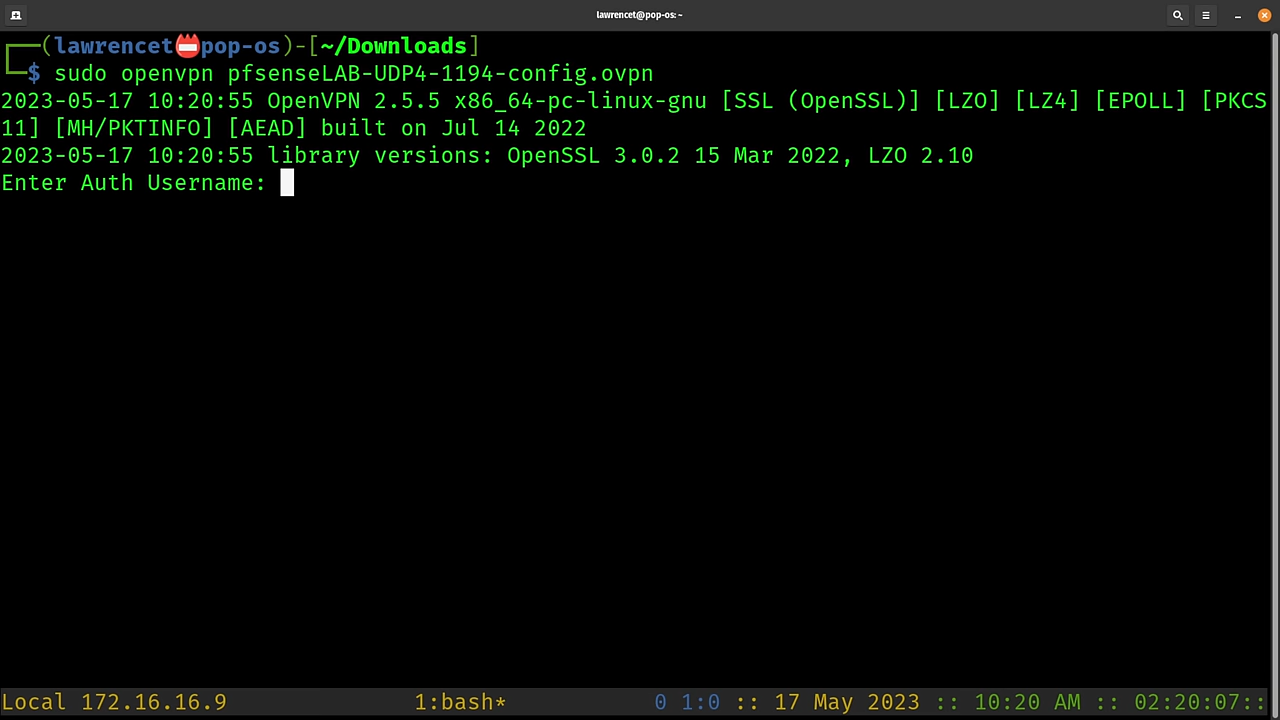 lawrencet@pop-os: ~
┌──(lawrencet📛pop-os)-[~/Downloads]
└─$ sudo openvpn pfsenseLAB-UDP4-1194-config.ovpn
2023-05-17 10:20:55 OpenVPN 2.5.5 x86_64-pc-linux-gnu [SSL (OpenSSL)] [LZO] [LZ4] [EPOLL] [PKCS
11] [MH/PKTINFO] [AEAD] built on Jul 14 2022
2023-05-17 10:20:55 library versions: OpenSSL 3.0.2 15 Mar 2022, LZO 2.10
Enter Auth Username:
Local 172.16.16.9 1:bash* 0 1:0 :: 17 May 2023 :: 10:20 AM :: 02:20:07::